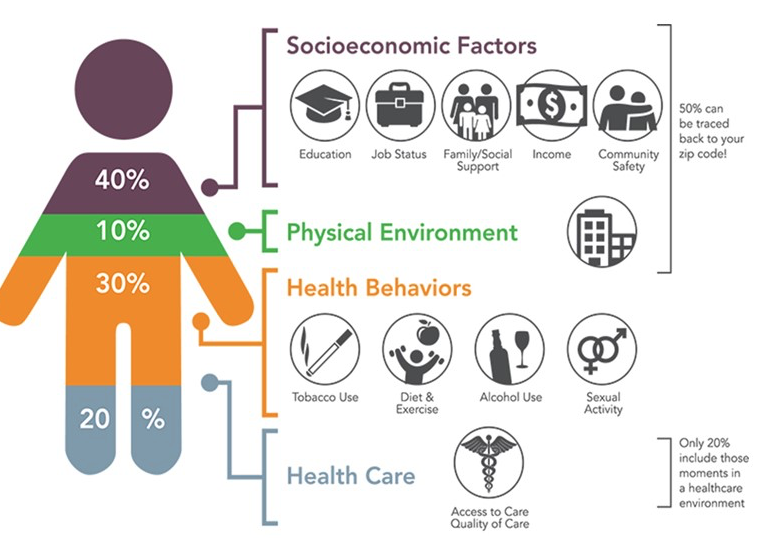 Socioeconomic Factors
Education
Job Status
Family/Social
Support
Income
Community
Safety
50% can
be traced
back to your
zip code!
40%
10%
Physical Environment
30%
Health Behaviors
Tobacco Use
Diet &
Exercise
Alcohol Use
Sexual
Activity
20 %
Health Care
Access to Care
Quality of Care
Only 20%
include those
moments in
a healthcare
environment